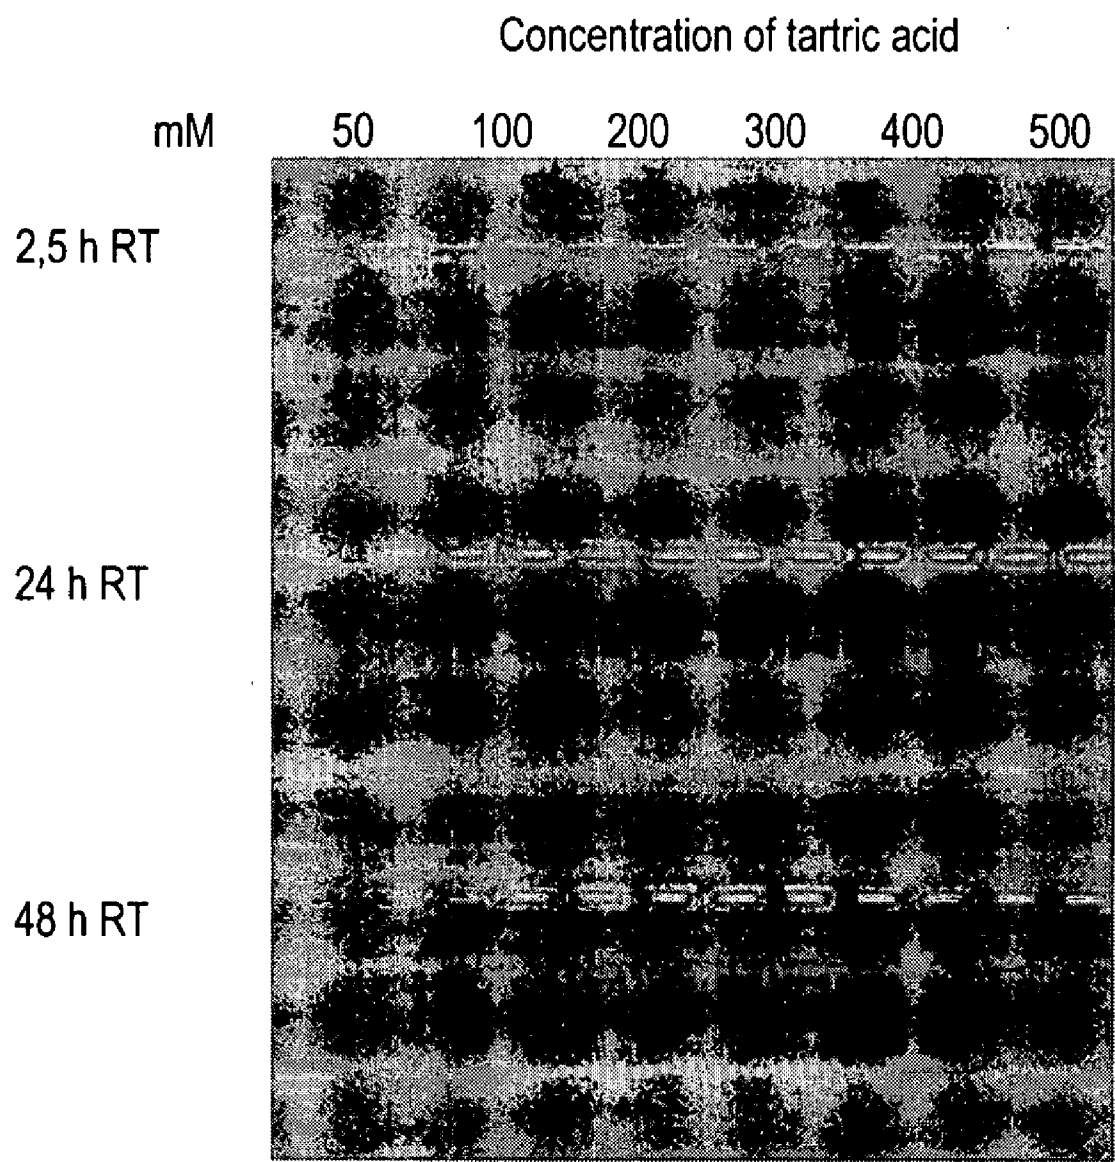 Concentration of tartric acid
mM 50 100 200 300 400 500
2,5 h RT
24 h RT
48 h RT